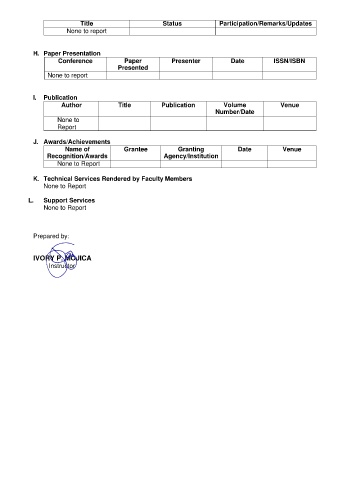 Title Status Participation/Remarks/Updates
None to report
H. Paper Presentation
Conference Paper Presented Presenter Date ISSN/ISBN
None to report
I. Publication
Author Title Publication Volume Number/Date Venue
None to Report
J. Awards/Achievements
Name of Recognition/Awards Grantee Granting Agency/Institution Date Venue
None to Report
K. Technical Services Rendered by Faculty Members
None to Report
L. Support Services
None to Report
Prepared by:
IVORY P. MOJICA
Instructor